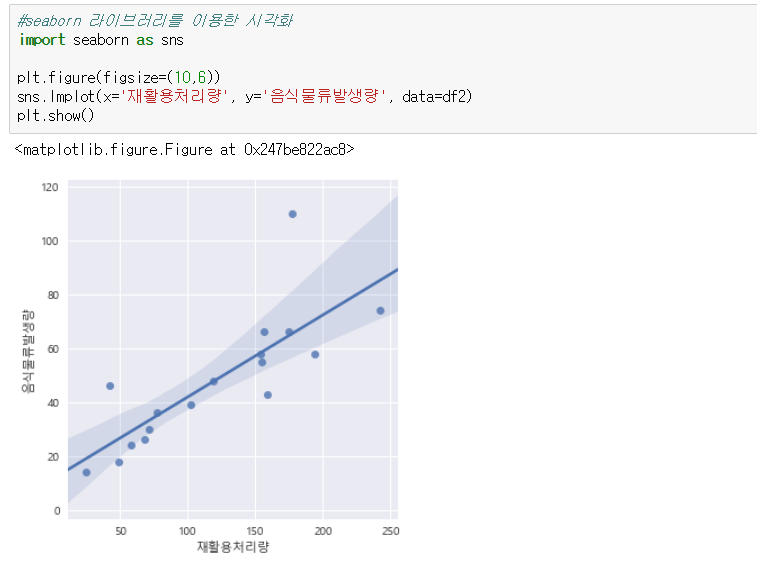 #seaborn 라이브러리를 이용한 시각화
import seaborn as sns
plt.figure(figsize=(10,6))
sns.lmplot(x='재활용처리량', y='음식물류발생량', data=df2)
plt.show()
<matplotlib.figure.Figure at 0x247be822ac8>
120
100
80
60
40
20
0
음식물류발생량
50 100 150 200 250
재활용처리량